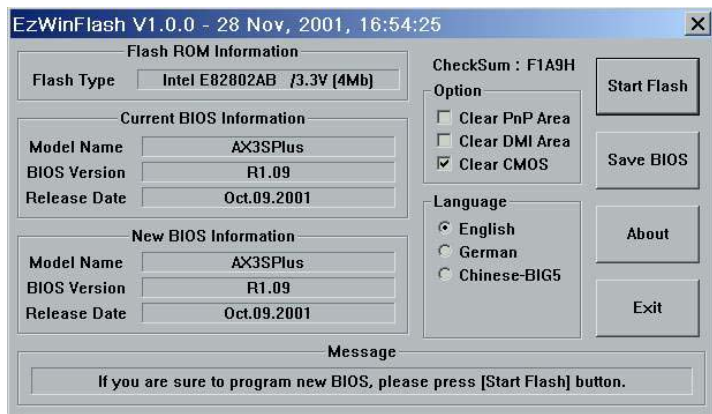 EzWinFlash V1.0.0 - 28 Nov, 2001, 16:54:25
Flash ROM Information
Flash Type Intel E82802AB /3.3V (4Mb)
Current BIOS Information
Model Name AX3SPlus
BIOS Version R1.09
Release Date Oct.09.2001
New BIOS Information
Model Name AX3SPlus
BIOS Version R1.09
Release Date Oct.09.2001
CheckSum : F1A9H
Option
Clear PnP Area
Clear DMI Area
Clear CMOS
Language
English
German
Chinese-BIG5
Start Flash
Save BIOS
About
Exit
Message
If you are sure to program new BIOS, please press [Start Flash] button.